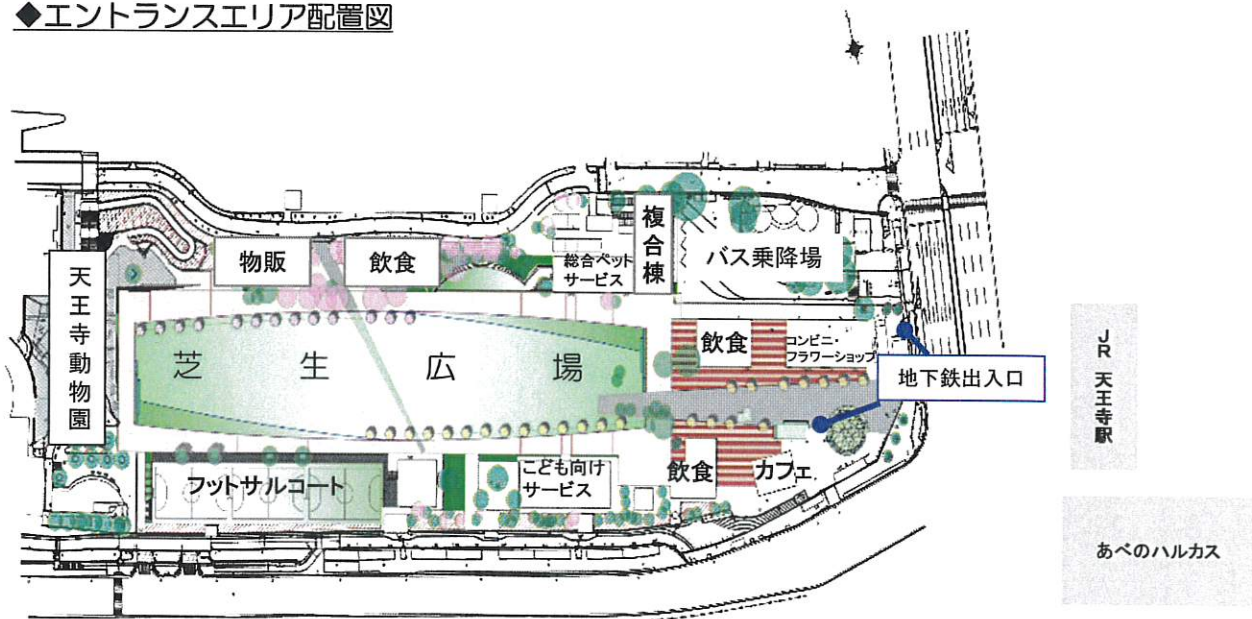 ◆エントランスエリア配置図
天王寺動物園
物販
飲食
総合ペット
サービス
複合棟
バス乗降場
芝生広場
飲食
コンビニ・
フラワーショップ
地下鉄出入口
フットサルコート
こども向け
サービス
飲食
カフェ
JR 天王寺駅
あべのハルカス